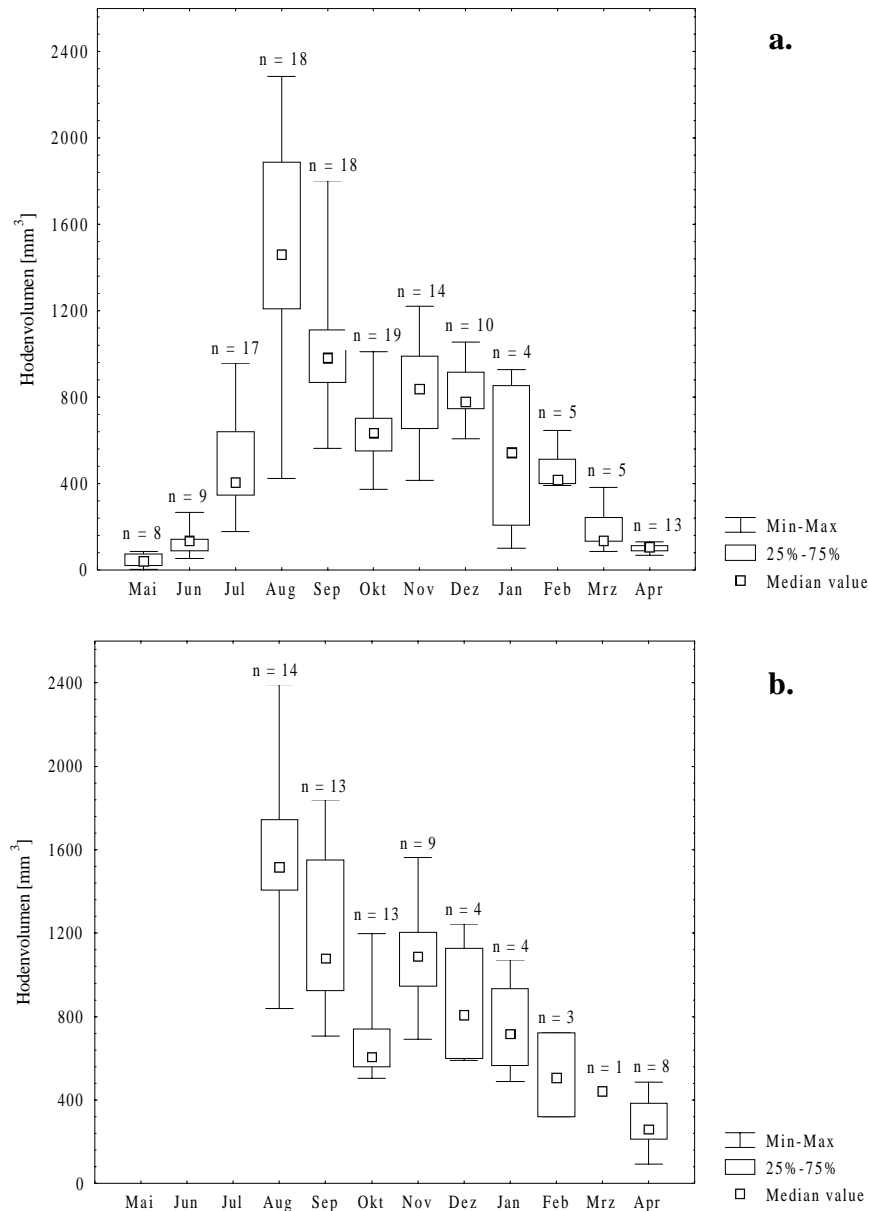 a.
2400
2000
1600
1200
800
400
0
Hodenvolumen [mm³]
n = 8
n = 9
n = 17
n = 18
n = 18
n = 19
n = 14
n = 10
n = 4
n = 5
n = 5
n = 13
Mai Jun Jul Aug Sep Okt Nov Dez Jan Feb Mrz Apr
Min-Max
25%-75%
Median value
b.
2400
2000
1600
1200
800
400
0
Hodenvolumen [mm³]
n = 14
n = 13
n = 13
n = 9
n = 4
n = 4
n = 3
n = 1
n = 8
Mai Jun Jul Aug Sep Okt Nov Dez Jan Feb Mrz Apr
Min-Max
25%-75%
Median value